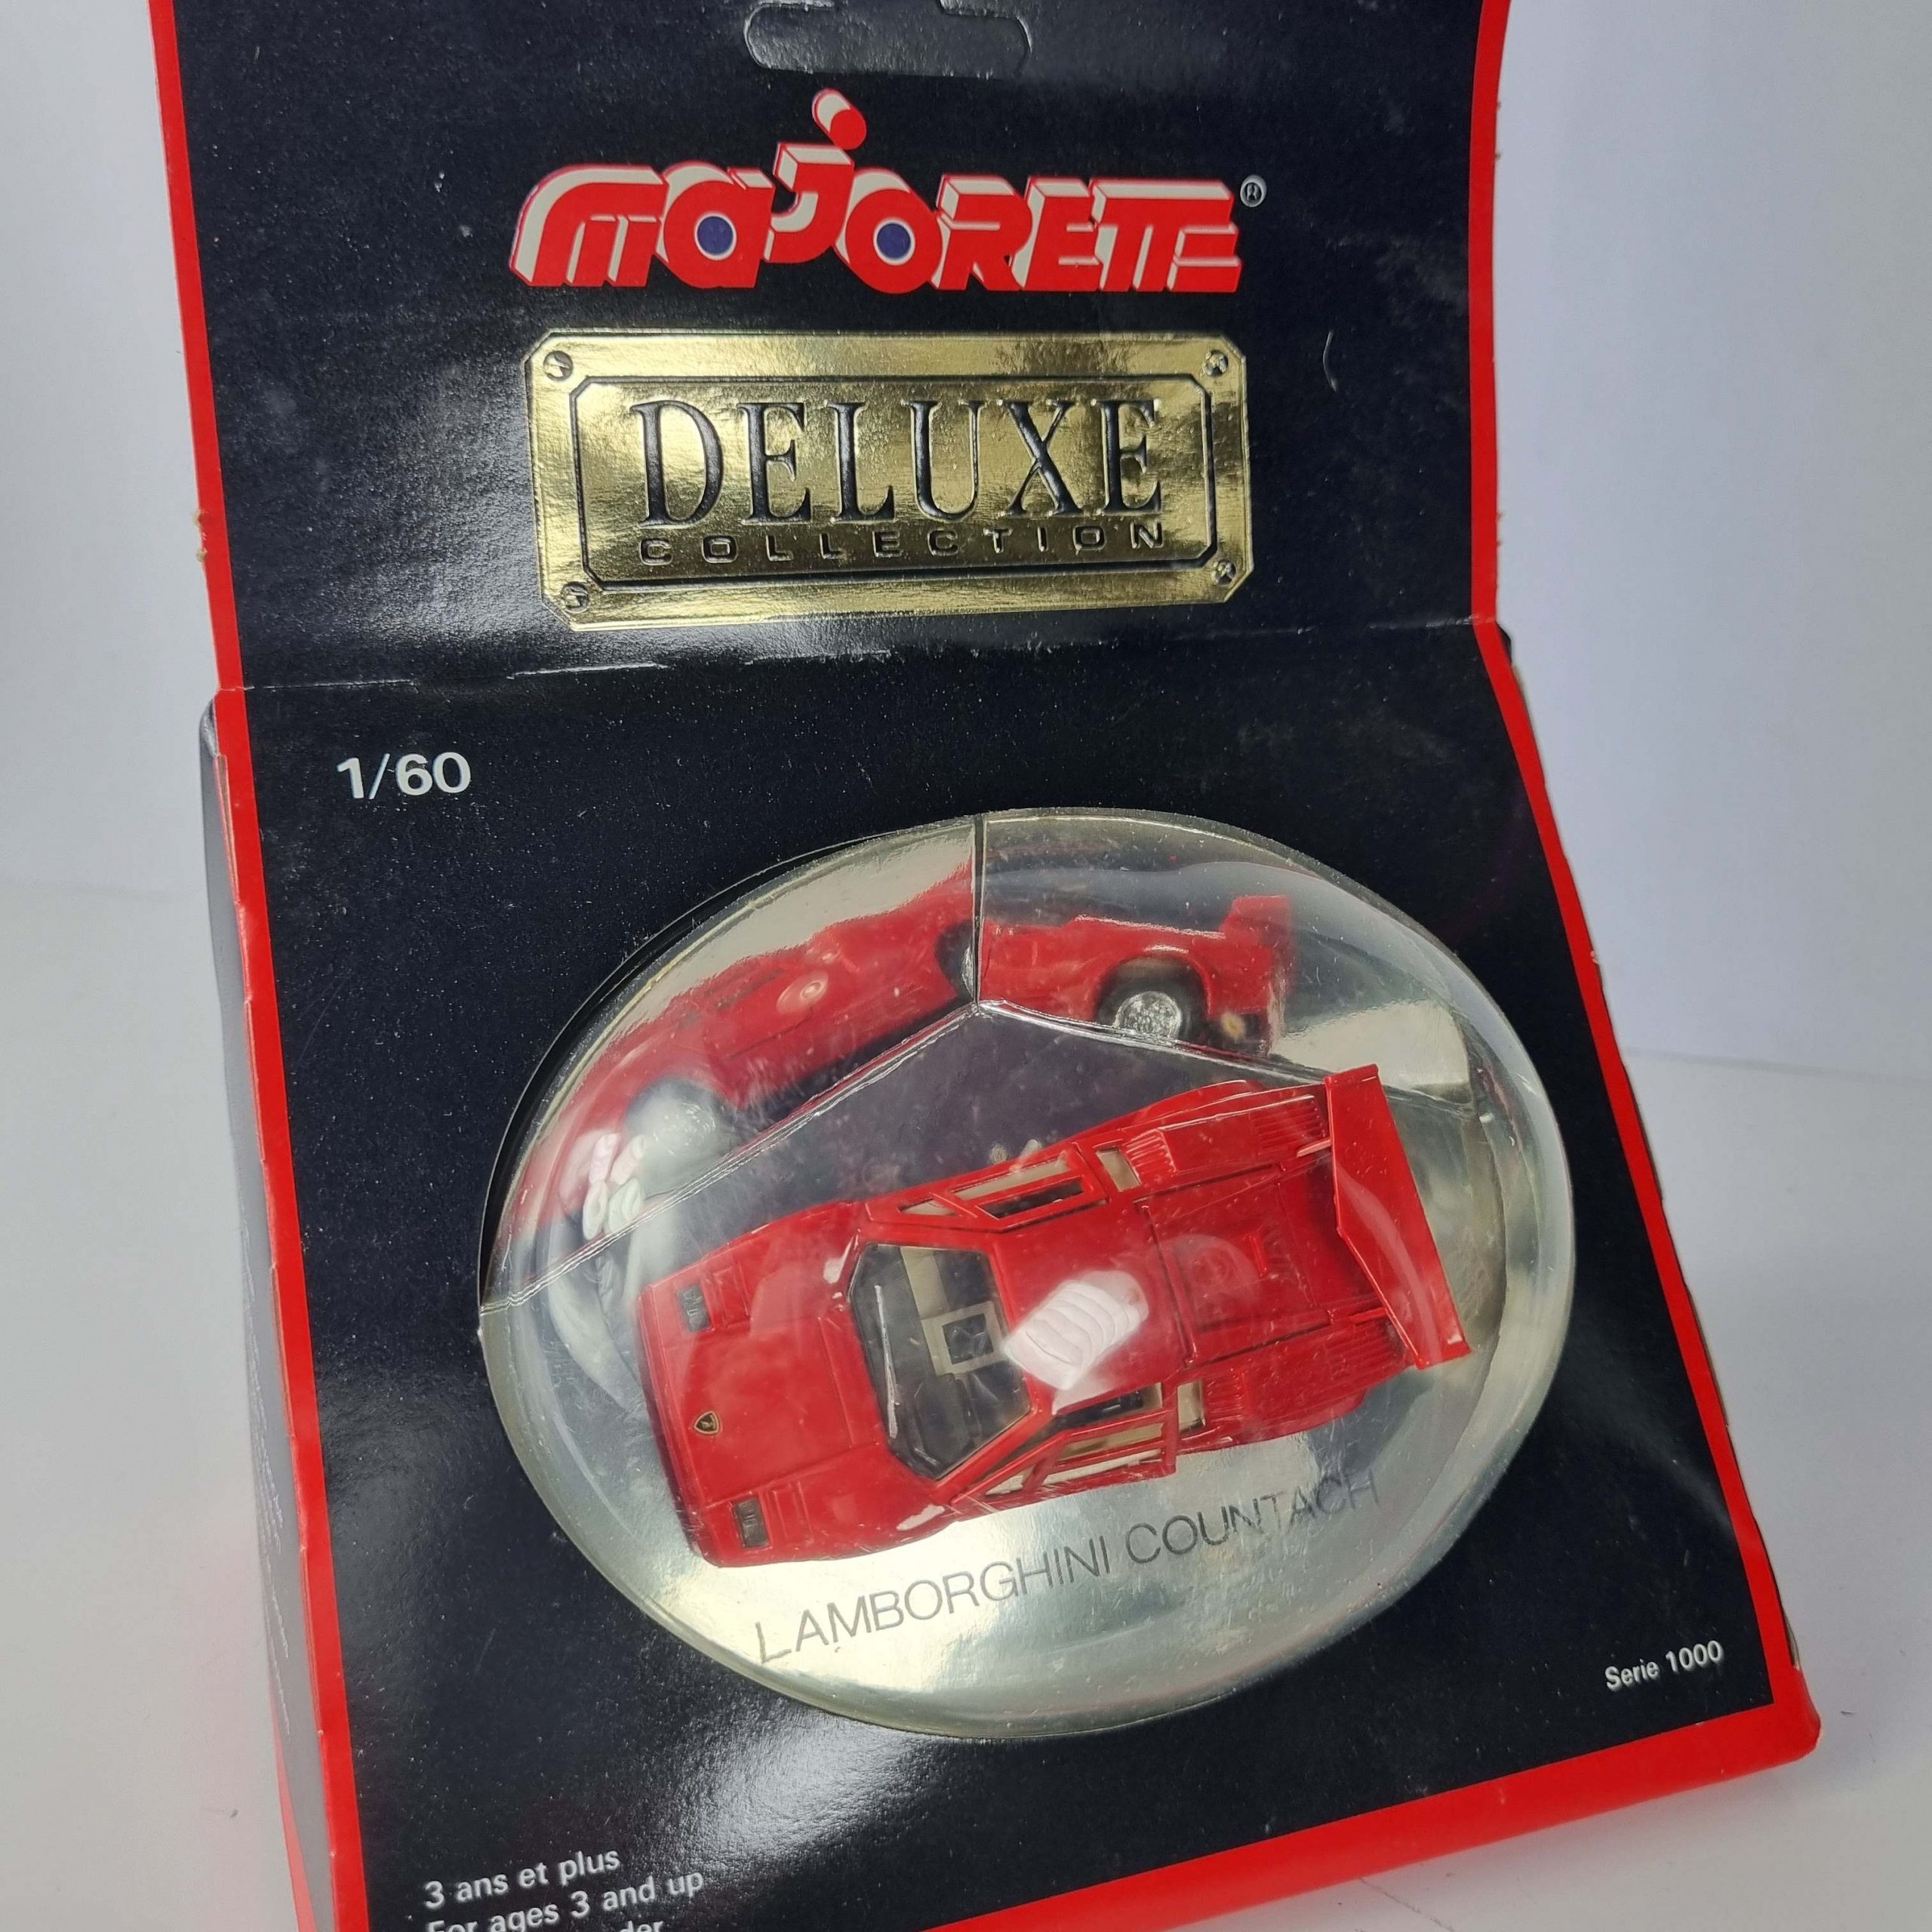 majorette®
DELUXE
COLLECTION
1/60
LAMBORGHINI COUNTACH
Serie 1000
3 ans et plus
For ages 3 and up